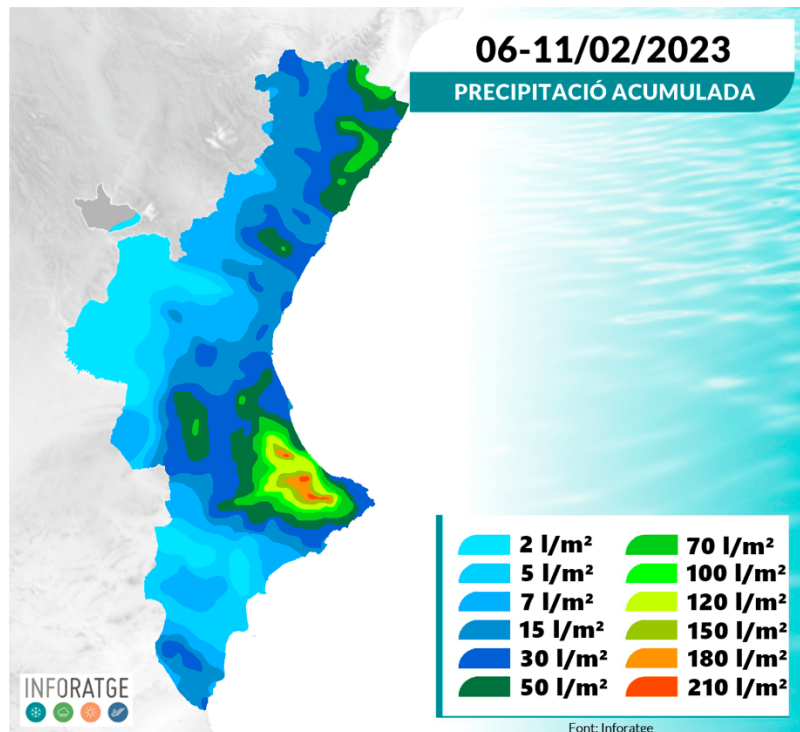 06-11/02/2023
PRECIPITACIÓ ACUMULADA
2 l/m²
5 l/m²
7 l/m²
15 l/m²
30 l/m²
50 l/m²
70 l/m²
100 l/m²
120 l/m²
150 l/m²
180 l/m²
210 l/m²
INFORATGE
Font: Inforatge